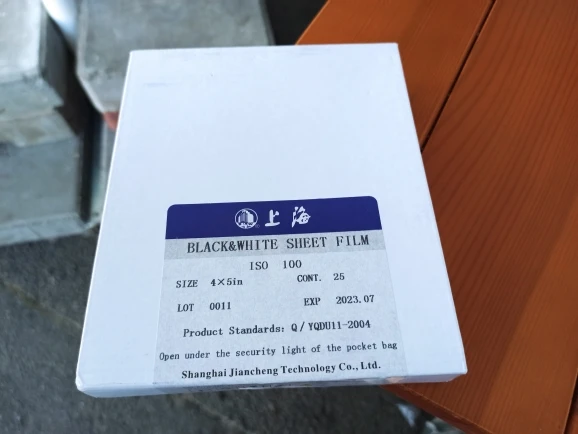 上海
BLACK&WHITE SHEET FILM
ISO 100
SIZE 4×5in CONT. 25
LOT 0011 EXP 2023.07
Product Standards: Q/YQDU11-2004
Open under the security light of the pocket bag
Shanghai Jiancheng Technology Co., Ltd.